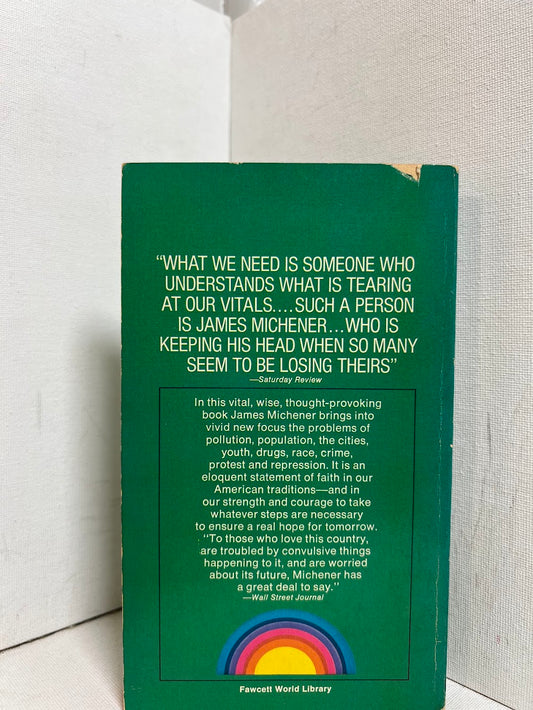 “WHAT WE NEED IS SOMEONE WHO
UNDERSTANDS WHAT IS TEARING
AT OUR VITALS....SUCH A PERSON
IS JAMES MICHENER...WHO IS
KEEPING HIS HEAD WHEN SO MANY
SEEM TO BE LOSING THEIRS”
—Saturday Review
In this vital, wise, thought-provoking
book James Michener brings into
vivid new focus the problems of
pollution, population, the cities,
youth, drugs, race, crime,
protest and repression. It is an
eloquent statement of faith in our
American traditions—and in
our strength and courage to take
whatever steps are necessary
to ensure a real hope for tomorrow.
“To those who love this country,
are troubled by convulsive things
happening to it, and are worried
about its future, Michener has
a great deal to say.”
—Wall Street Journal
Fawcett World Library